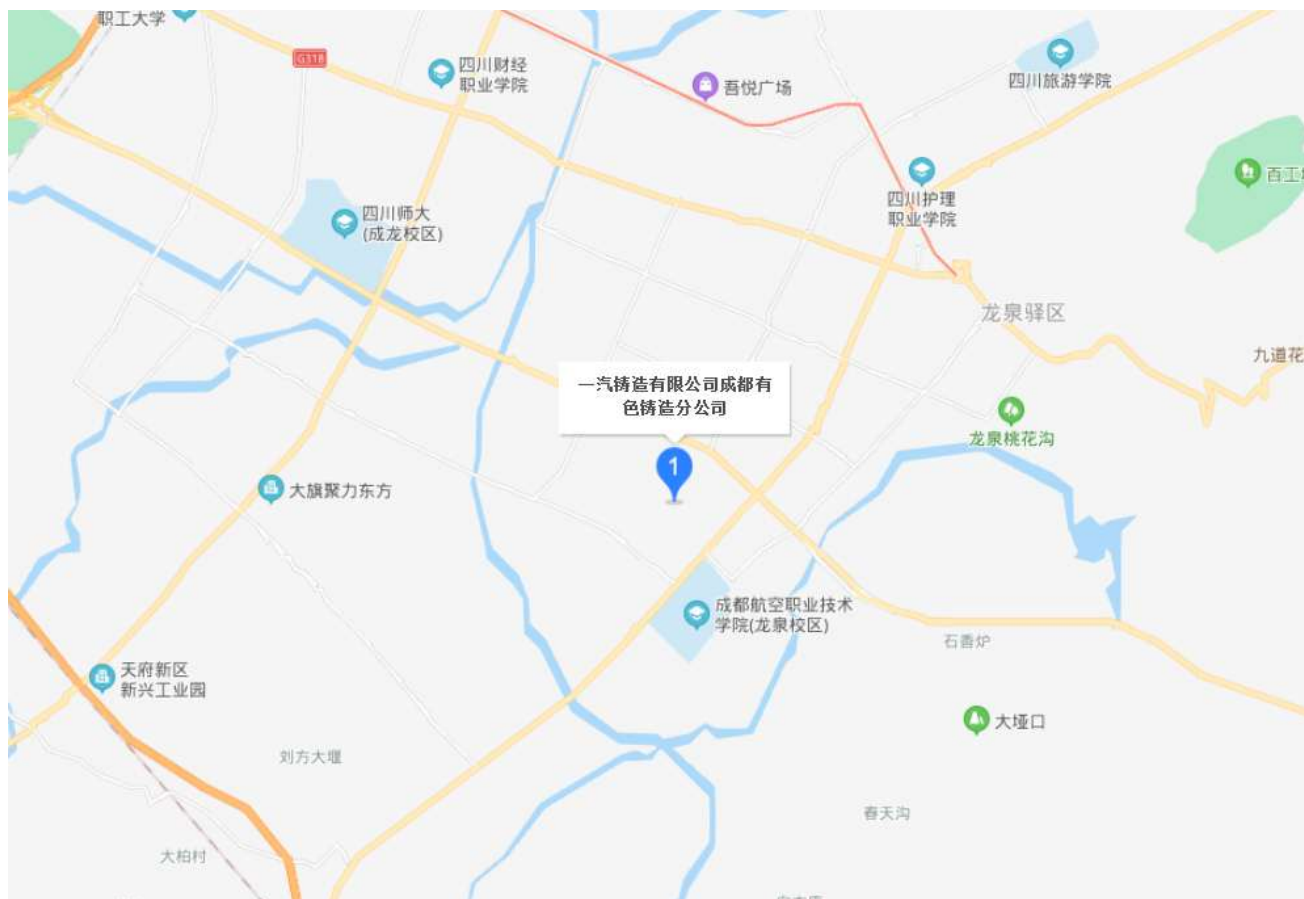 职工大学
G318
四川财经
职业学院
吾悦广场
四川旅游学院
四川护理
职业学院
百工
四川师大
(成龙校区)
龙泉驿区
九道花
一汽铸造有限公司成都有
色铸造分公司
1
龙泉桃花沟
大旗聚力东方
成都航空职业技术
学院(龙泉校区)
石香炉
天府新区
新兴工业园
大垭口
刘方大堰
春天沟
大柏村